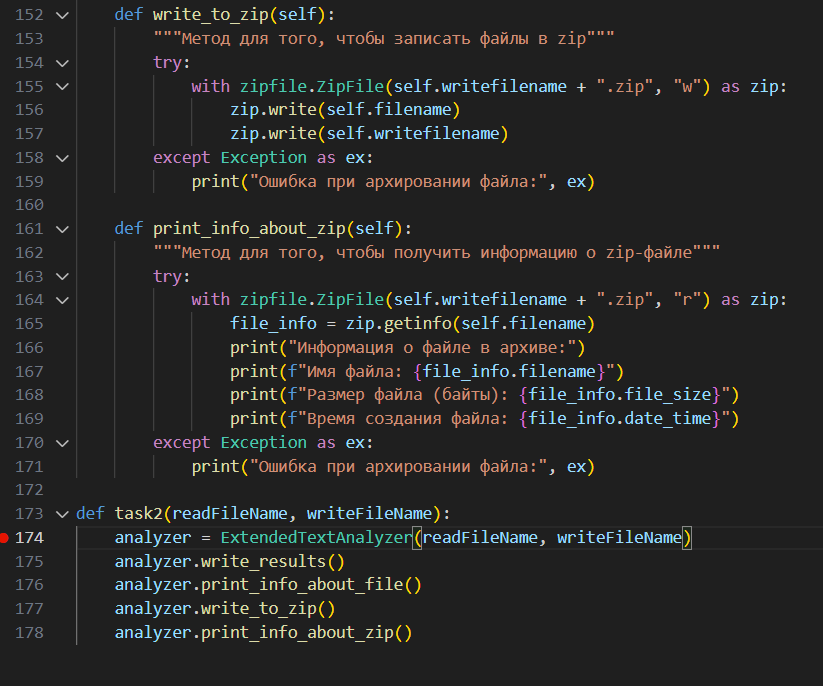 152 def write_to_zip(self):
153 """Метод для того, чтобы записать файлы в zip"""
154 try:
155 with zipfile.ZipFile(self.writefilename + ".zip", "w") as zip:
156 zip.write(self.filename)
157 zip.write(self.writefilename)
158 except Exception as ex:
159 print("Ошибка при архировании файла:", ex)
160
161 def print_info_about_zip(self):
162 """Метод для того, чтобы получить информацию о zip-файле"""
163 try:
164 with zipfile.ZipFile(self.writefilename + ".zip", "r") as zip:
165 file_info = zip.getinfo(self.filename)
166 print("Информация о файле в архиве:")
167 print(f"Имя файла: {file_info.filename}")
168 print(f"Размер файла (байты): {file_info.file_size}")
169 print(f"Время создания файла: {file_info.date_time}")
170 except Exception as ex:
171 print("Ошибка при архировании файла:", ex)
172
173 def task2(readFileName, writeFileName):
174 analyzer = ExtendedTextAnalyzer(readFileName, writeFileName)
175 analyzer.write_results()
176 analyzer.print_info_about_file()
177 analyzer.write_to_zip()
178 analyzer.print_info_about_zip()